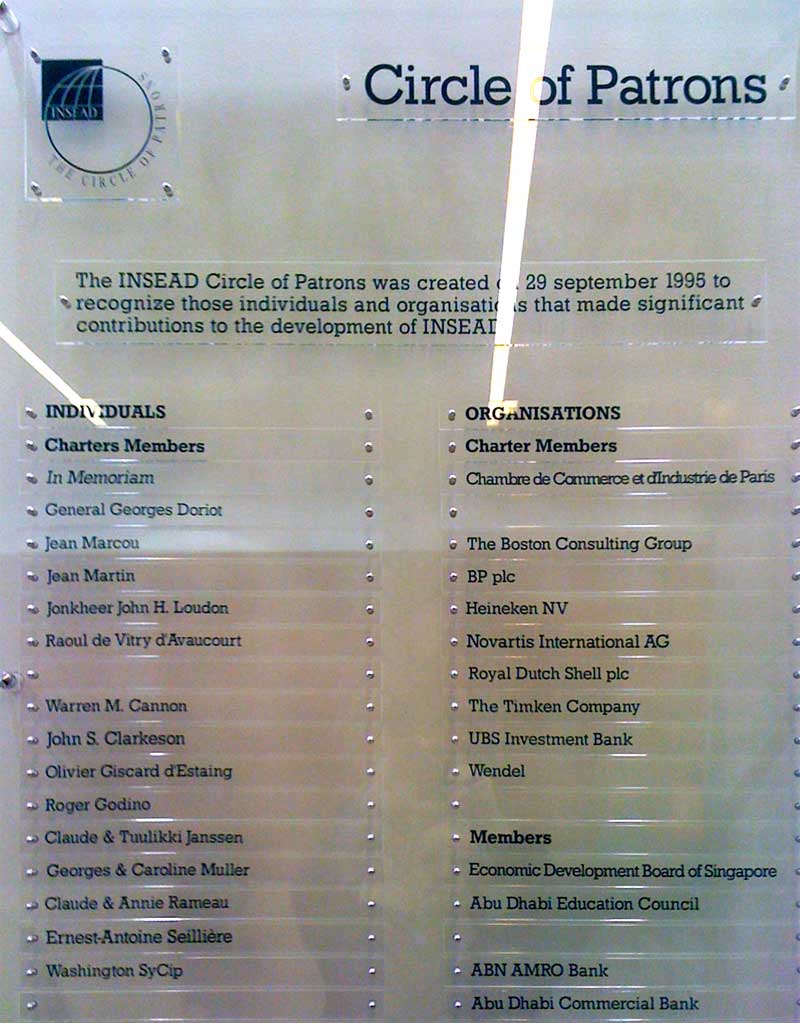 INSEAD
THE CIRCLE OF PATRONS
Circle of Patrons
The INSEAD Circle of Patrons was created 29 september 1995 to
recognize those individuals and organisations that made significant
contributions to the development of INSEAD
INDIVIDUALS
Charters Members
In Memoriam
General Georges Doriot
Jean Marcou
Jean Martin
Jonkheer John H. Loudon
Raoul de Vitry d'Avaucourt
Warren M. Cannon
John S. Clarkeson
Olivier Giscard d'Estaing
Roger Godino
Claude & Tuulikki Janssen
Georges & Caroline Muller
Claude & Annie Rameau
Ernest-Antoine Seillière
Washington SyCip
ORGANISATIONS
Charter Members
Chambre de Commerce et d'Industrie de Paris
The Boston Consulting Group
BP plc
Heineken NV
Novartis International AG
Royal Dutch Shell plc
The Timken Company
UBS Investment Bank
Wendel
Members
Economic Development Board of Singapore
Abu Dhabi Education Council
ABN AMRO Bank
Abu Dhabi Commercial Bank